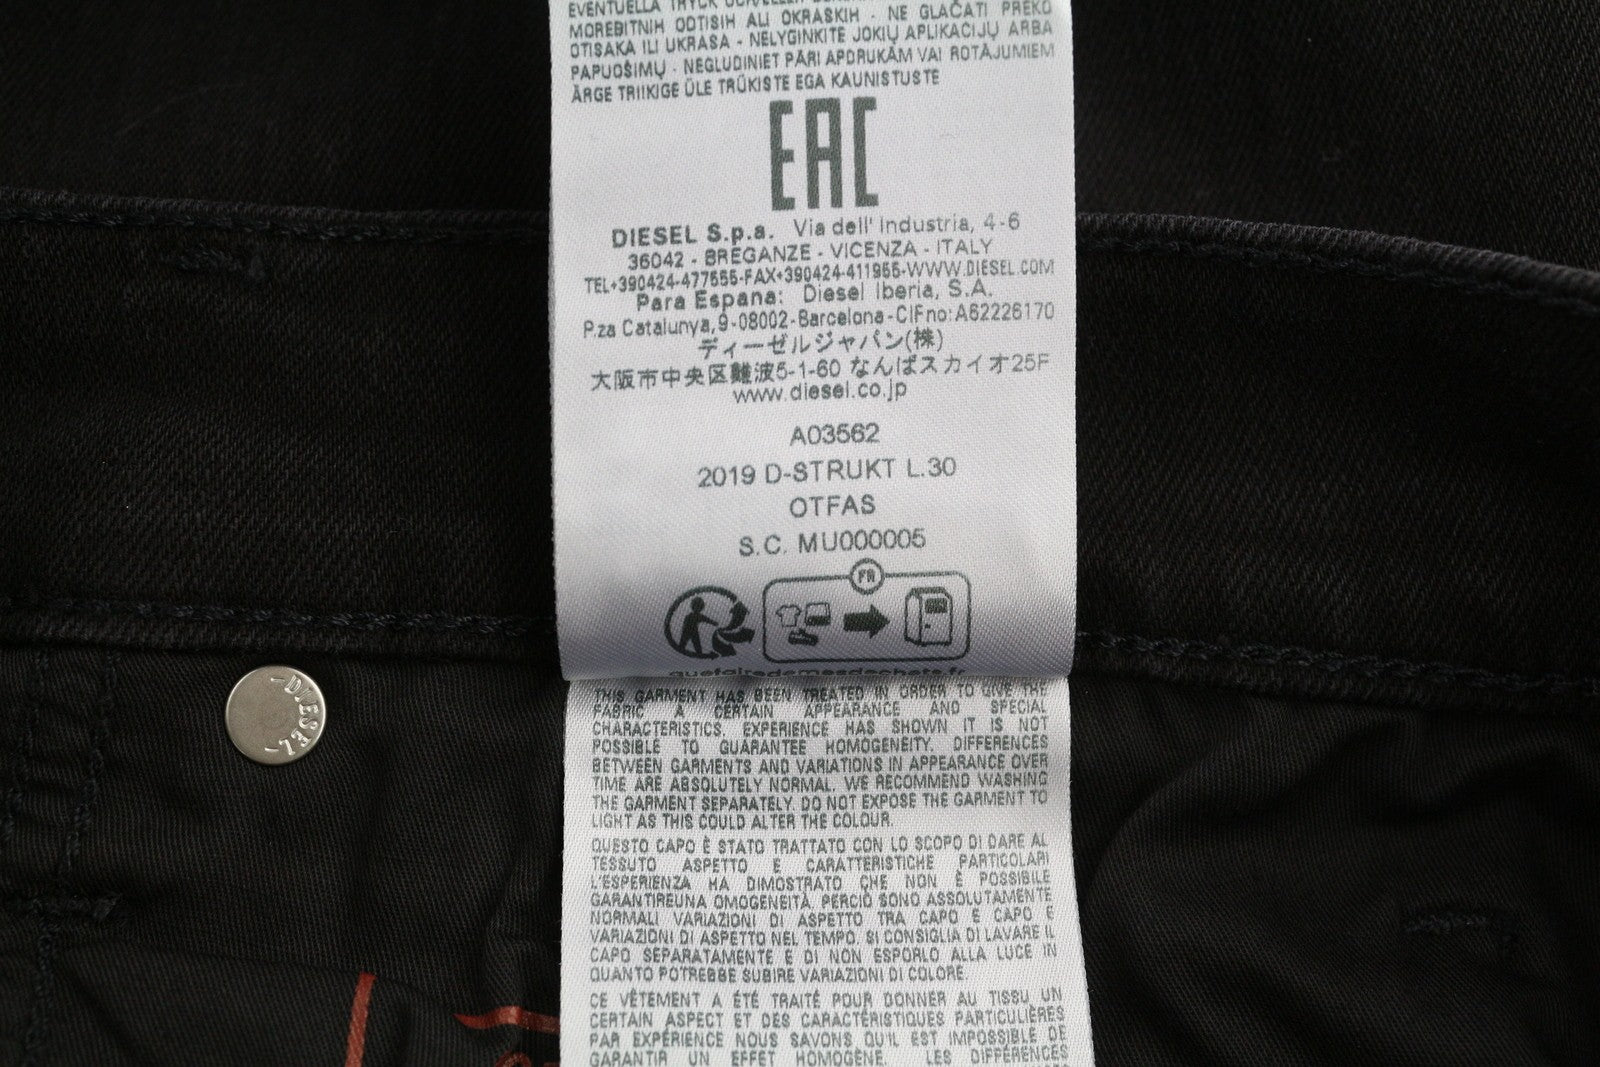 MOREBITNIH ODTISIH ALI OKRASKIH - NE GLAČATI PREKO
OTISAKA ILI UKRASA - NELYGINKITE JOKIŲ APLIKACIJŲ ARBA
PAPUOŠIMŲ - NEGLUDINIET PĀRI APDRUKĀM VAI ROTĀJUMIEM
ÄRGE TRIIKIGE ÜLE TRÜKISTE EGA KAUNISTUSTE
EAC
DIESEL S.p.a. Via dell' Industria, 4-6
36042 - BREGANZE - VICENZA - ITALY
TEL+390424-477555-FAX+390424-411955-WWW.DIESEL.COM
Para Espana: Diesel Iberia, S.A.
P.za Catalunya,9-08002-Barcelona-CIFno:A62226170
ディーゼルジャパン(株)
大阪市中央区難波5-1-60 なんばスカイオ25F
www.diesel.co.jp
A03562
2019 D-STRUKT L.30
OTFAS
S.C. MU000005
FR
quefairedemesdechets.fr
-DIESEL-
THIS GARMENT HAS BEEN TREATED IN ORDER TO GIVE THE
FABRIC A CERTAIN APPEARANCE AND SPECIAL
CHARACTERISTICS. EXPERIENCE HAS SHOWN IT IS NOT
POSSIBLE TO GUARANTEE HOMOGENEITY. DIFFERENCES
BETWEEN GARMENTS AND VARIATIONS IN APPEARANCE OVER
TIME ARE ABSOLUTELY NORMAL. WE RECOMMEND WASHING
THE GARMENT SEPARATELY. DO NOT EXPOSE THE GARMENT TO
LIGHT AS THIS COULD ALTER THE COLOUR.
QUESTO CAPO È STATO TRATTATO CON LO SCOPO DI DARE AL
TESSUTO ASPETTO E CARATTERISTICHE PARTICOLARI
L'ESPERIENZA HA DIMOSTRATO CHE NON È POSSIBILE
GARANTIREUNA OMOGENEITÀ. PERCIÒ SONO ASSOLUTAMENTE
NORMALI VARIAZIONI DI ASPETTO TRA CAPO E CAPO E
VARIAZIONI DI ASPETTO NEL TEMPO. SI CONSIGLIA DI LAVARE IL
CAPO SEPARATAMENTE E DI NON ESPORLO ALLA LUCE IN
QUANTO POTREBBE SUBIRE VARIAZIONI DI COLORE.
CE VÊTEMENT A ÉTÉ TRAITÉ POUR DONNER AU TISSU UN
CERTAIN ASPECT ET DES CARACTÉRISTIQUES PARTICULIÈRES
PAR EXPÉRIENCE NOUS SAVONS QU'IL EST IMPOSSIBLE DE
GARANTIR UN EFFET HOMOGÈNE. LES DIFFÉRENCES